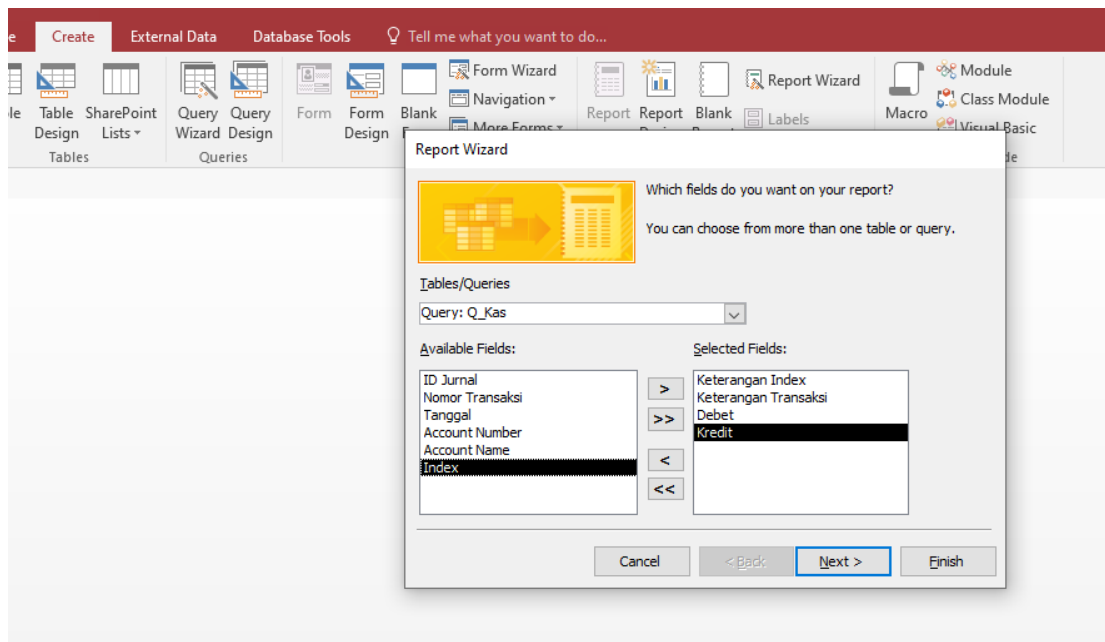 e Create External Data Database Tools Tell me what you want to do...
Form Wizard
Module
Report Wizard
Navigation
Class Module
le Table SharePoint Query Query Form Form Blank Report Report Blank Labels Macro
More Forms
Visual Basic
Design Lists Wizard Design Design
Tables Queries
Report Wizard
Which fields do you want on your report?
You can choose from more than one table or query.
Tables/Queries
Query: Q_Kas
Available Fields:
Selected Fields:
ID Jurnal
Nomor Transaksi
Tanggal
Account Number
Account Name
Index
>
>>
<
<<
Keterangan Index
Keterangan Transaksi
Debet
Kredit
Cancel < Back Next > Finish